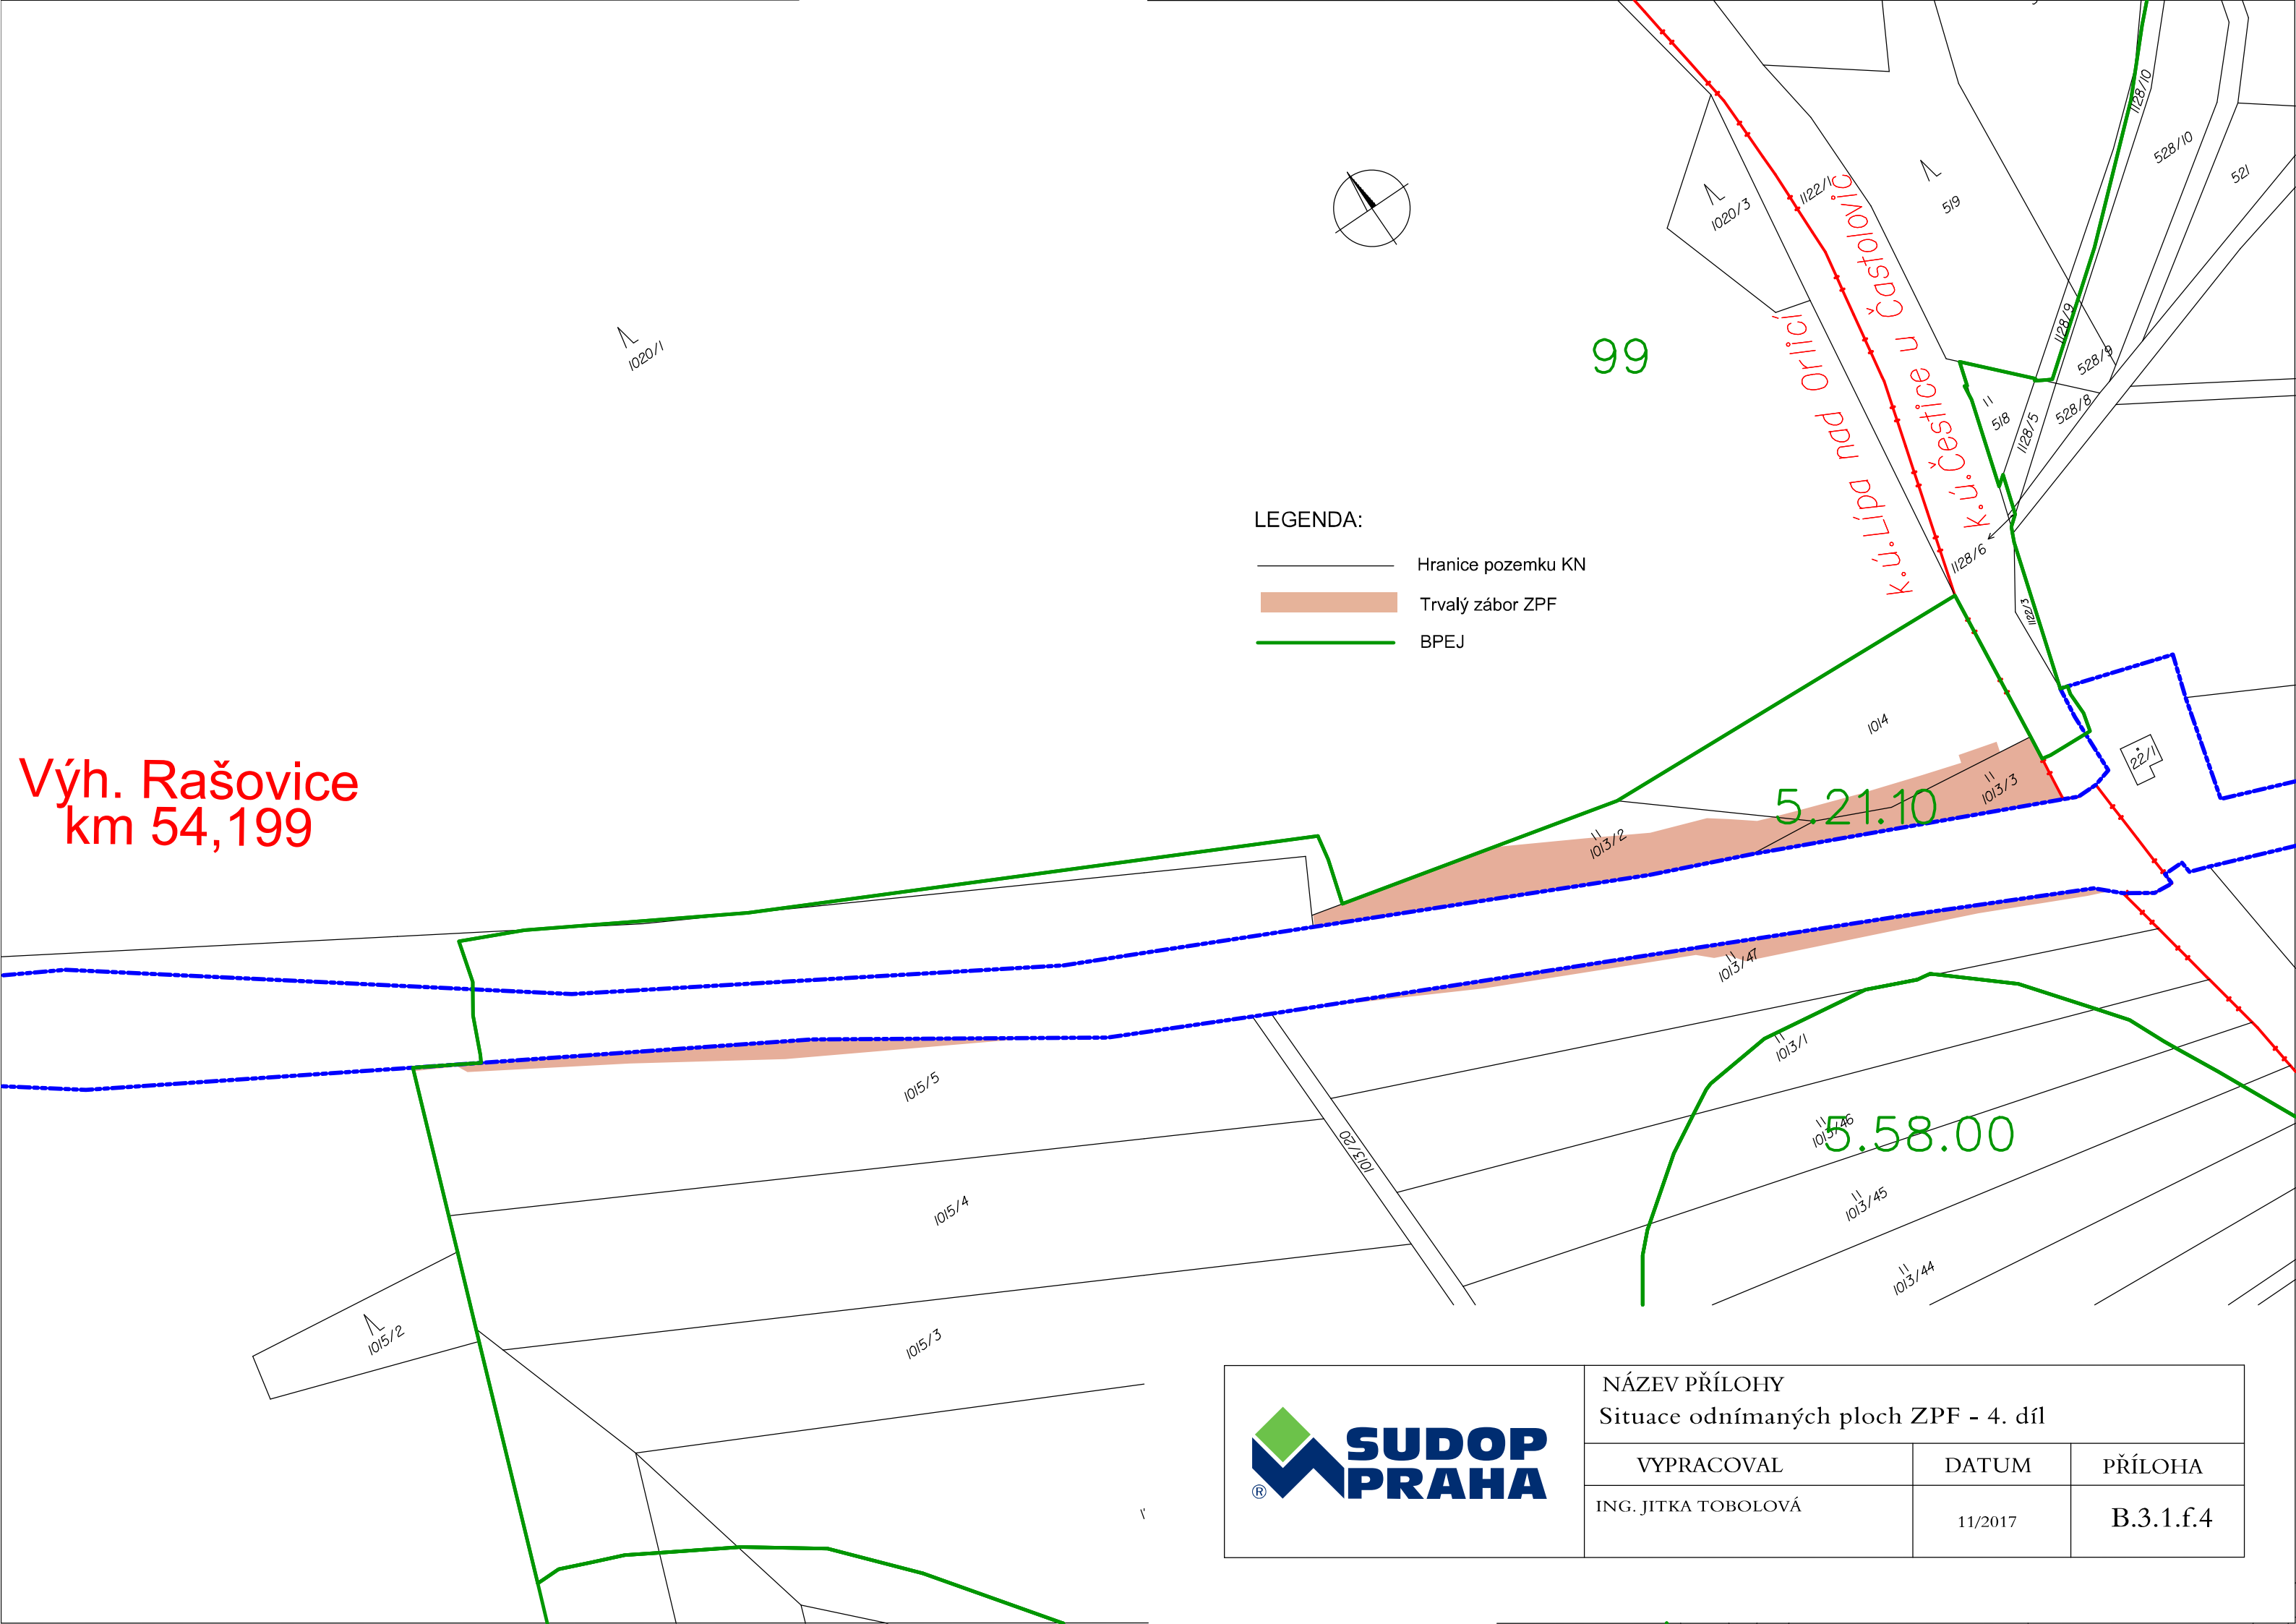 1128/10
528/10
521
1020/3
1122/1
519
k.ú.Lípa nad Orlicí
k.ú.Čestice u Častolovic
1020/1
99
1128/9
528/9
518
1128/5
528/8
1128/6
1122/3
LEGENDA:
Hranice pozemku KN
Trvalý zábor ZPF
BPEJ
1014
22/1
Výh. Rašovice
km 54,199
5.21.10
1013/3
1013/2
1013/47
1013/1
1015/5
5.58.00
1013/46
1013/20
1013/45
1015/4
1013/44
1015/2
1015/3
SUDOP
PRAHA
®
NÁZEV PŘÍLOHY
Situace odnímaných ploch ZPF - 4. díl
VYPRACOVAL DATUM PŘÍLOHA
ING. JITKA TOBOLOVÁ 11/2017 B.3.1.f.4